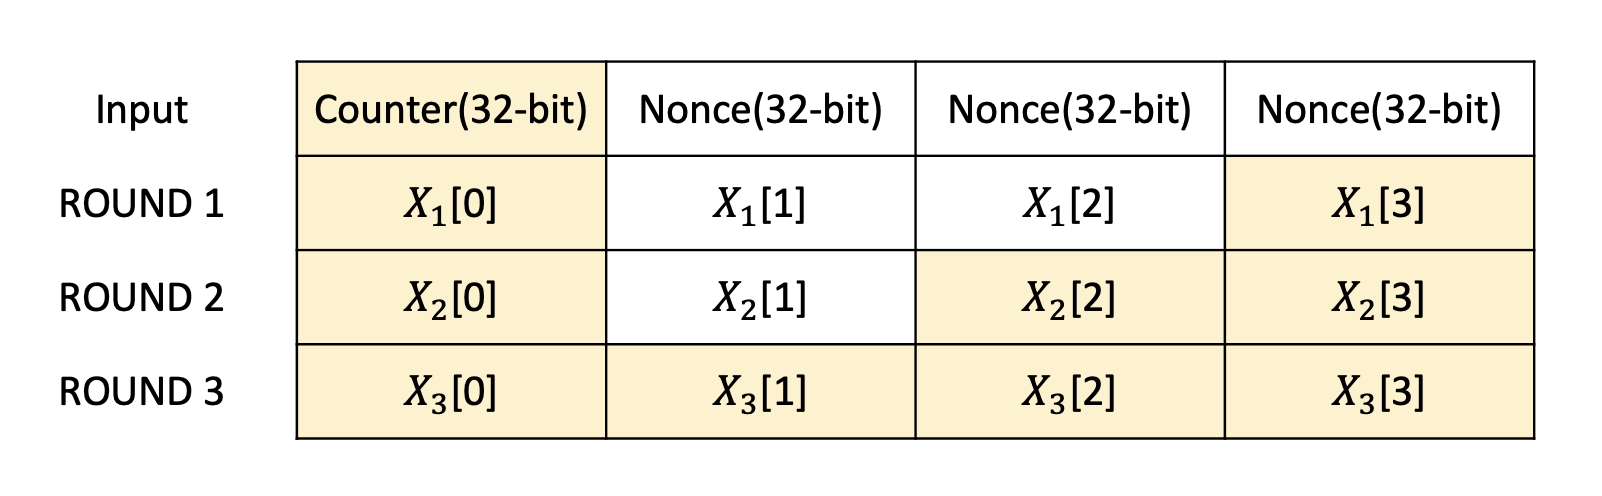 Input Counter(32-bit) Nonce(32-bit) Nonce(32-bit) Nonce(32-bit)
ROUND 1 X₁[0] X₁[1] X₁[2] X₁[3]
ROUND 2 X₂[0] X₂[1] X₂[2] X₂[3]
ROUND 3 X₃[0] X₃[1] X₃[2] X₃[3]